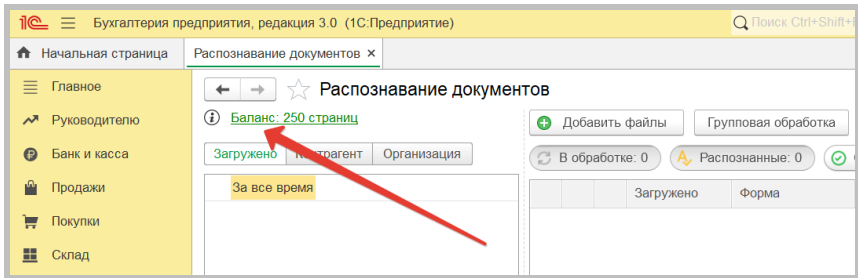 1С Бухгалтерия предприятия, редакция 3.0 (1С:Предприятие) Поиск Ctrl+Shift+
Начальная страница Распознавание документов ×
Главное
Руководителю
Банк и касса
Продажи
Покупки
Склад
Распознавание документов
Баланс: 250 страниц
Загружено Контрагент Организация
За все время
Добавить файлы Групповая обработка
В обработке: 0 Распознанные: 0
Загружено Форма